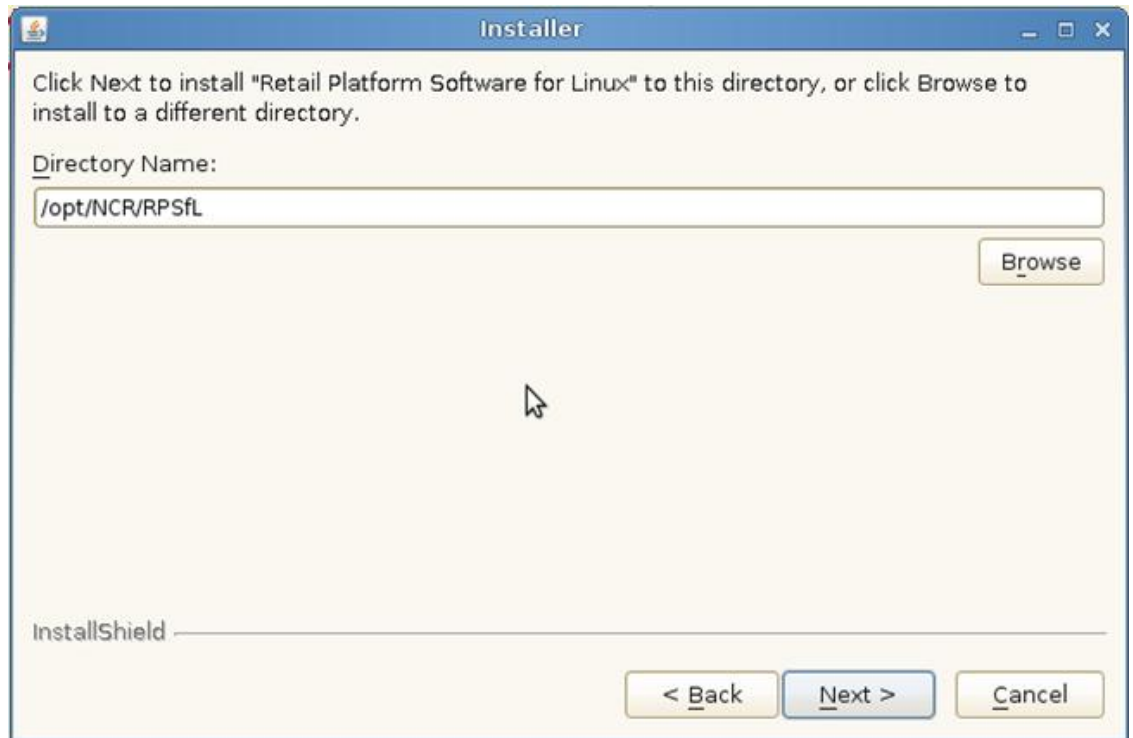 Installer
Click Next to install "Retail Platform Software for Linux" to this directory, or click Browse to
install to a different directory.
Directory Name:
/opt/NCR/RPSfL
Browse
InstallShield
< Back
Next >
Cancel